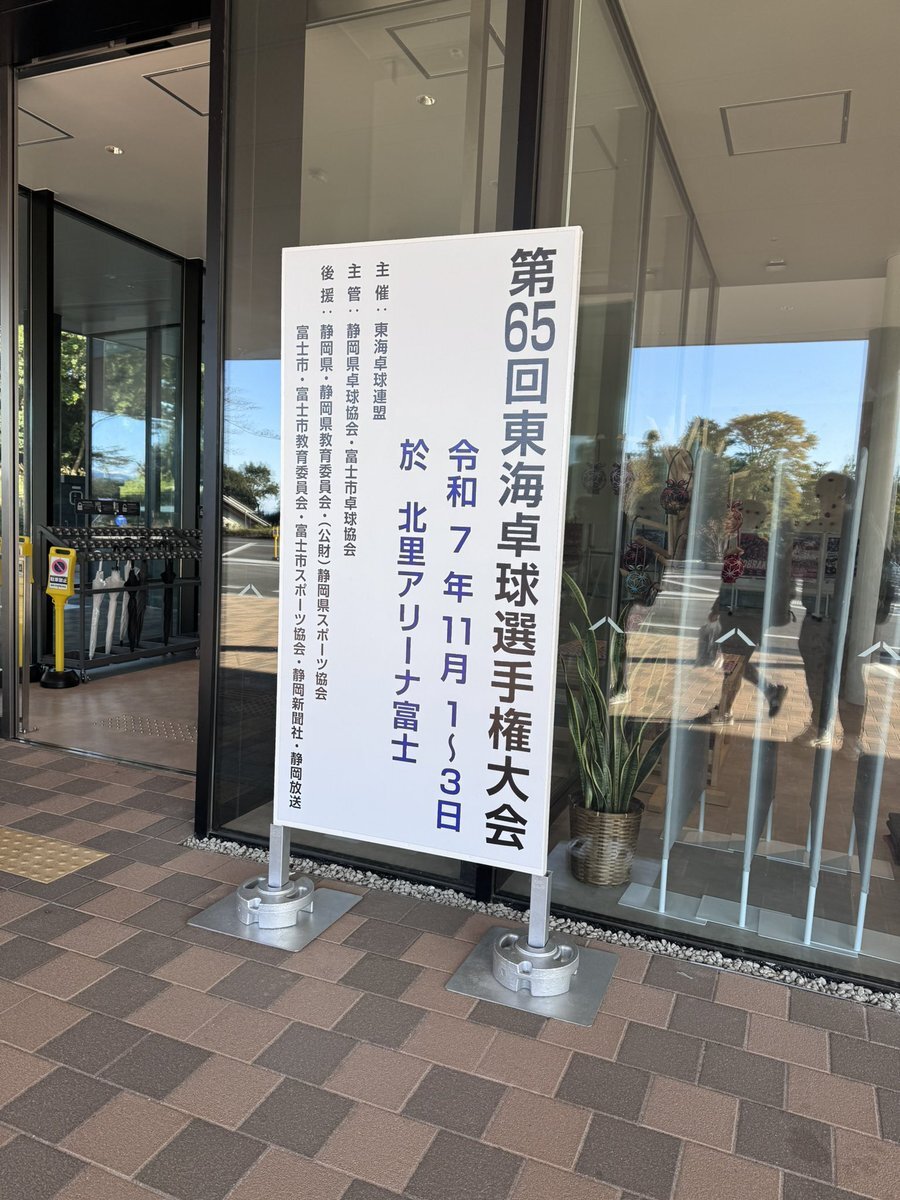 第65回東海卓球選手権大会
令和7年11月1〜3日
於 北里アリーナ富士
主催：東海卓球連盟
主管：静岡県卓球協会・富士市卓球協会
後援：静岡県・静岡県教育委員会・(公財)静岡県スポーツ協会
富士市・富士市教育委員会・富士市スポーツ協会・静岡新聞社・静岡放送
駐車禁止